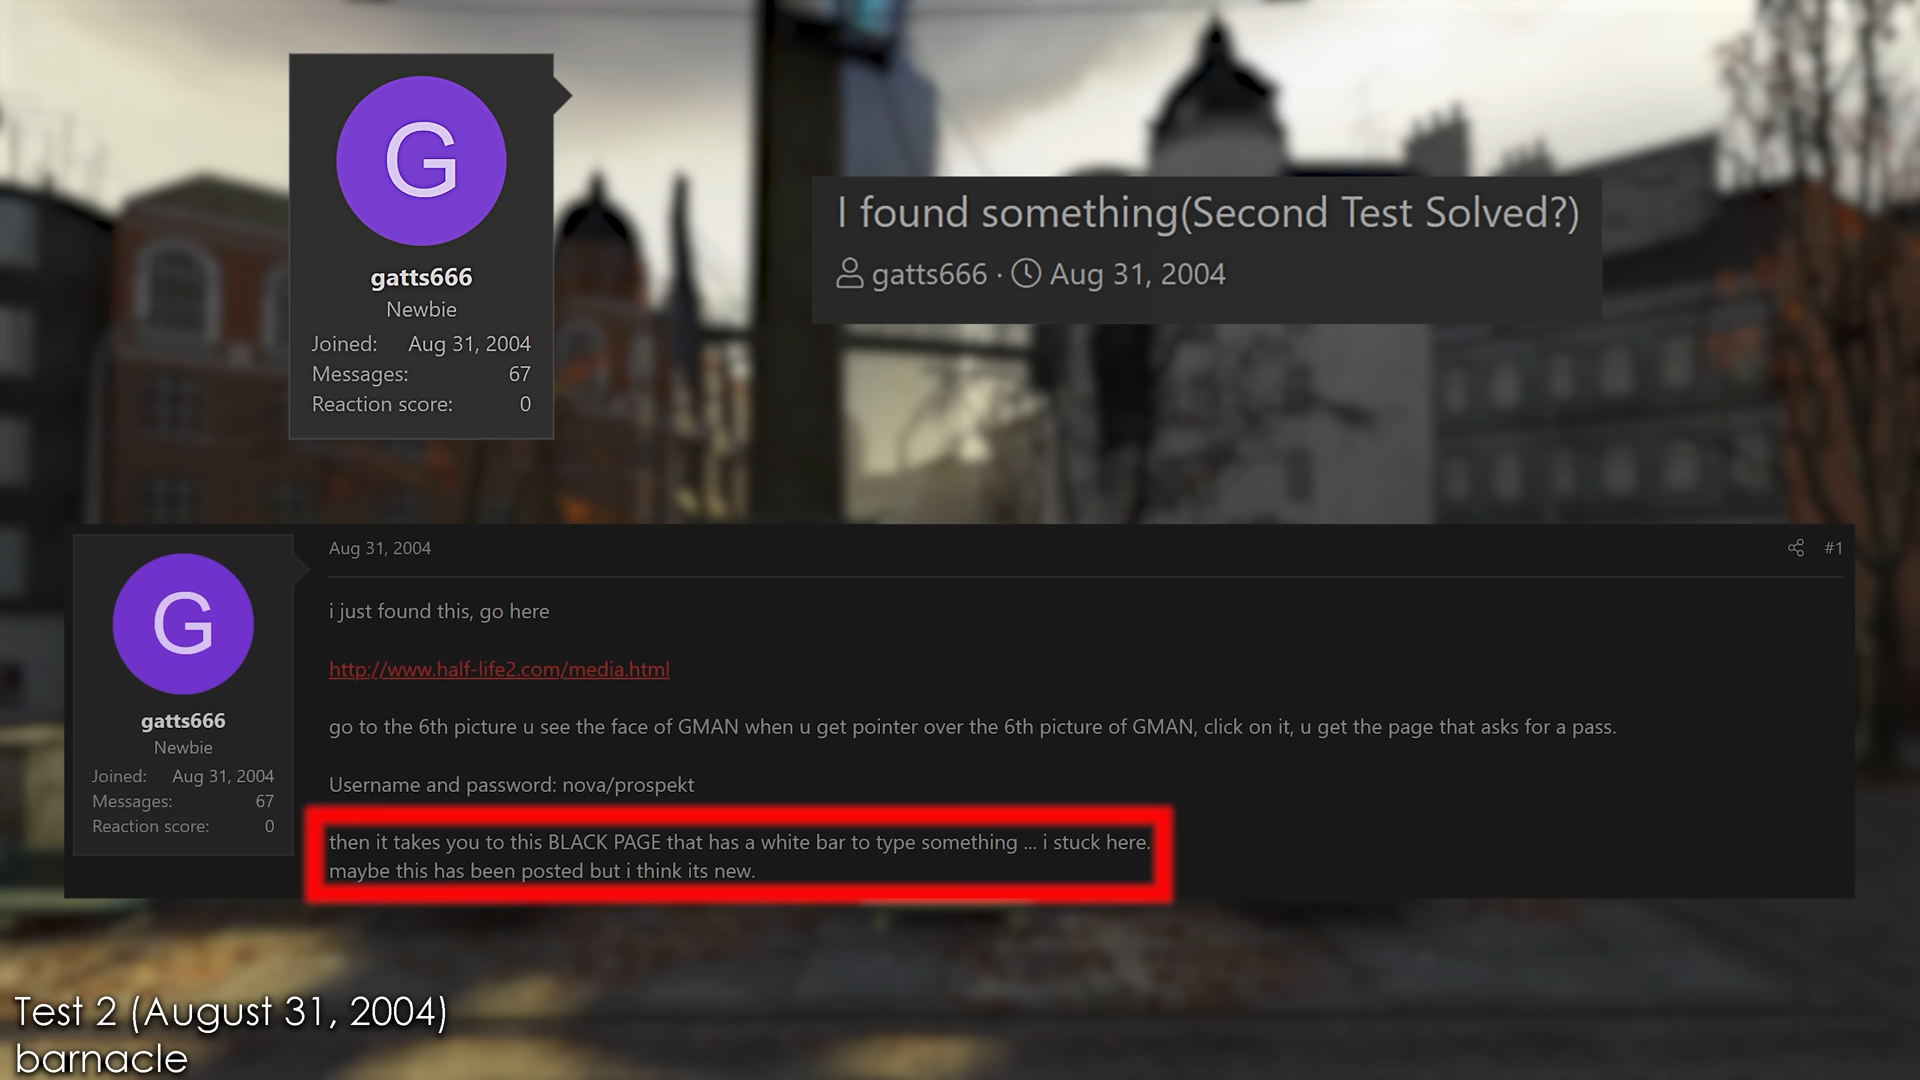 G
gatts666
Newbie
Joined: Aug 31, 2004
Messages: 67
Reaction score: 0
I found something(Second Test Solved?)
gatts666 · Aug 31, 2004
G
gatts666
Newbie
Joined: Aug 31, 2004
Messages: 67
Reaction score: 0
Aug 31, 2004
#1
i just found this, go here
http://www.half-life2.com/media.html
go to the 6th picture u see the face of GMAN when u get pointer over the 6th picture of GMAN, click on it, u get the page that asks for a pass.
Username and password: nova/prospekt
then it takes you to this BLACK PAGE that has a white bar to type something ... i stuck here.
maybe this has been posted but i think its new.
Test 2 (August 31, 2004)
barnacle